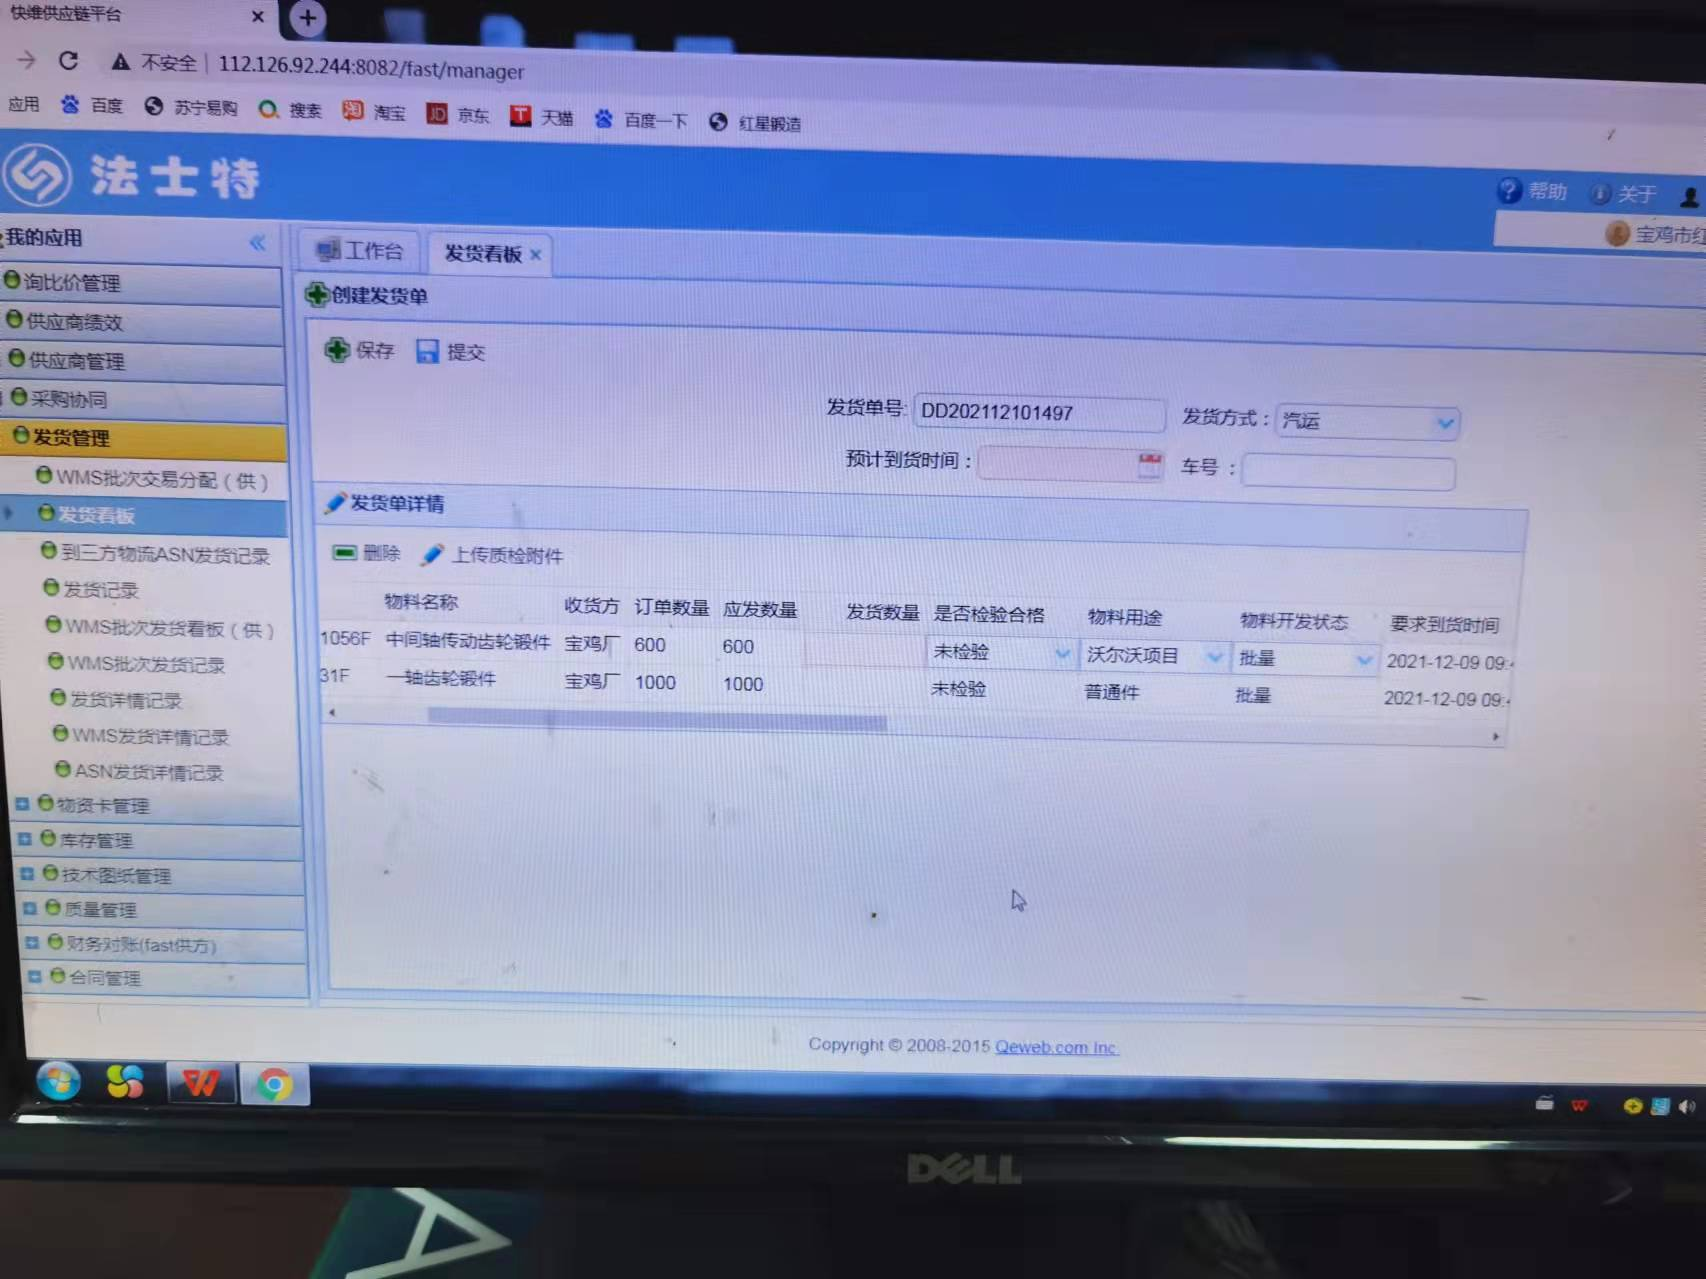 快维供应链平台
不安全 112.126.92.244:8082/fast/manager
应用 百度 苏宁易购 搜索 淘宝 JD 京东 天猫 百度一下 红星锻造
法士特
帮助 关于
宝鸡市红
我的应用
工作台 发货看板
创建发货单
询比价管理
供应商绩效
供应商管理
采购协同
发货管理
WMS批次交易分配(供)
发货看板
到三方物流ASN发货记录
发货记录
WMS批次发货看板(供)
WMS批次发货记录
发货详情记录
WMS发货详情记录
ASN发货详情记录
物资卡管理
库存管理
技术图纸管理
质量管理
财务对账(fast供方)
合同管理
保存 提交
发货单号: DD202112101497 发货方式: 汽运
预计到货时间: 车号:
发货单详情
删除 上传质检附件
物料名称 收货方 订单数量 应发数量 发货数量 是否检验合格 物料用途 物料开发状态 要求到货时间
1056F 中间轴传动齿轮锻件 宝鸡厂 600 600 未检验 沃尔沃项目 批量 2021-12-09 09:
31F 一轴齿轮锻件 宝鸡厂 1000 1000 未检验 普通件 批量 2021-12-09 09:
Copyright © 2008-2015 Qeweb.com Inc.
DELL
A